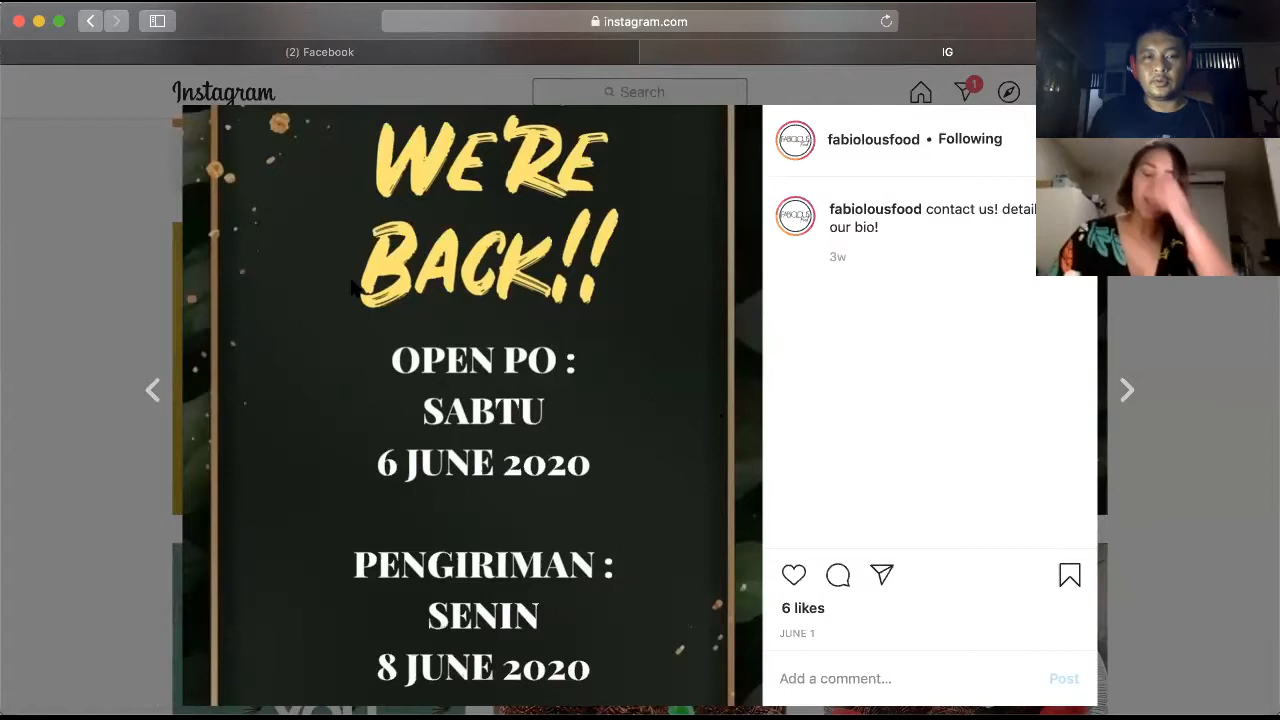 instagram.com
(2) Facebook
IG
Instagram
Search
1
WE'RE
BACK!!
OPEN PO :
SABTU
6 JUNE 2020
PENGIRIMAN :
SENIN
8 JUNE 2020
fabiolousfood • Following
fabiolousfood contact us! detail
our bio!
3w
6 likes
JUNE 1
Add a comment...
Post